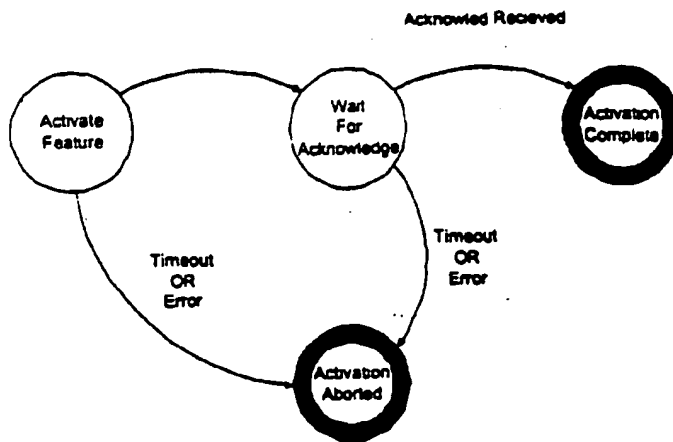 Acknowled Recieved
Activate
Feature
Wait
For
Acknowledge
Activation
Complete
Timeout
OR
Error
Timeout
OR
Error
Activation
Aborted